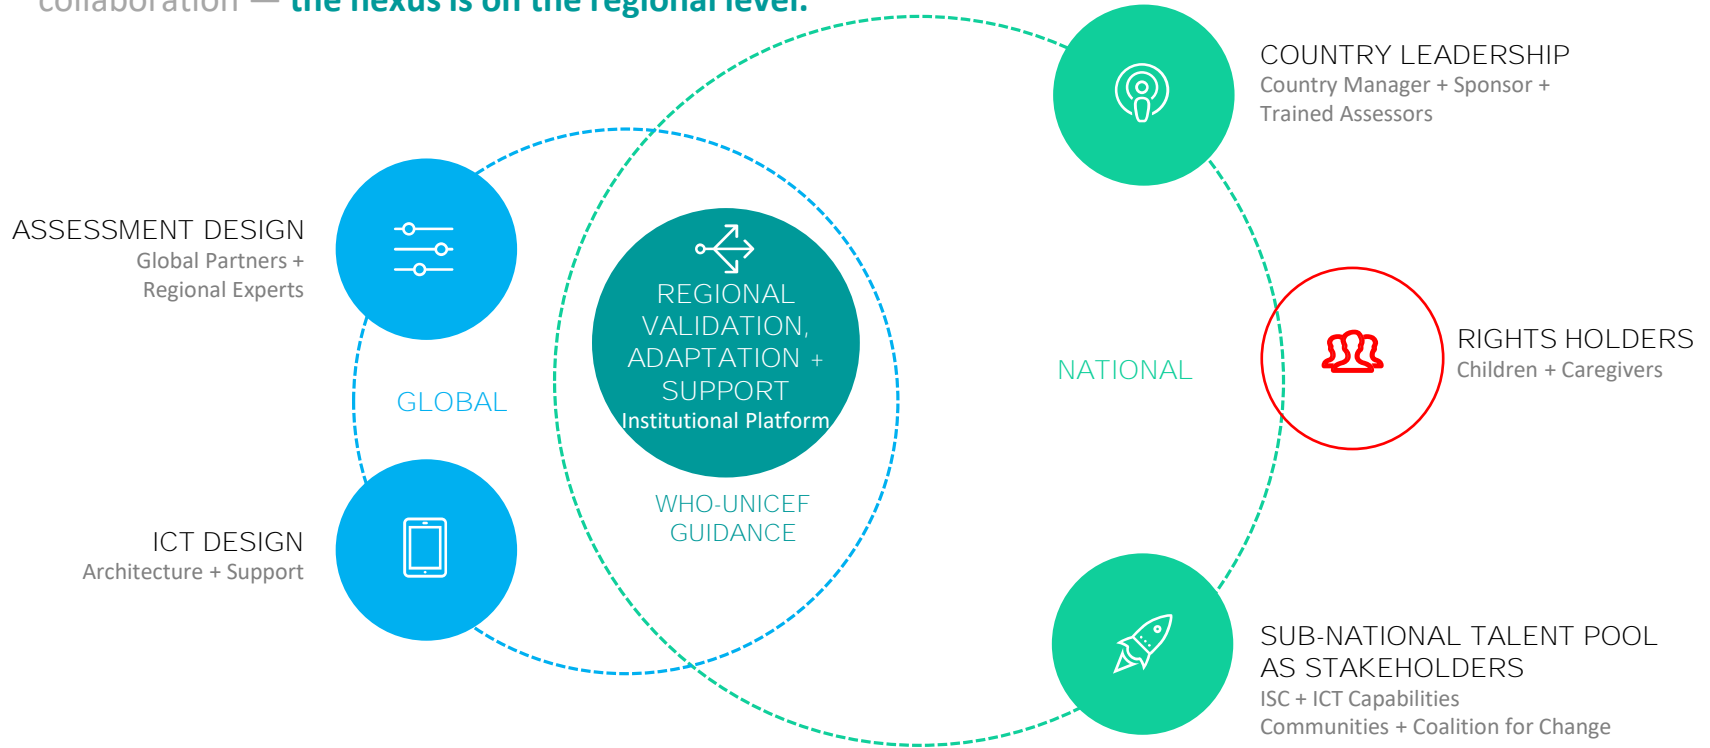 collaboration — the nexus is on the regional level.
COUNTRY LEADERSHIP
Country Manager + Sponsor +
Trained Assessors
ASSESSMENT DESIGN
Global Partners +
Regional Experts
REGIONAL
VALIDATION,
ADAPTATION +
SUPPORT
Institutional Platform
GLOBAL
NATIONAL
RIGHTS HOLDERS
Children + Caregivers
WHO-UNICEF
GUIDANCE
ICT DESIGN
Architecture + Support
SUB-NATIONAL TALENT POOL
AS STAKEHOLDERS
ISC + ICT Capabilities
Communities + Coalition for Change